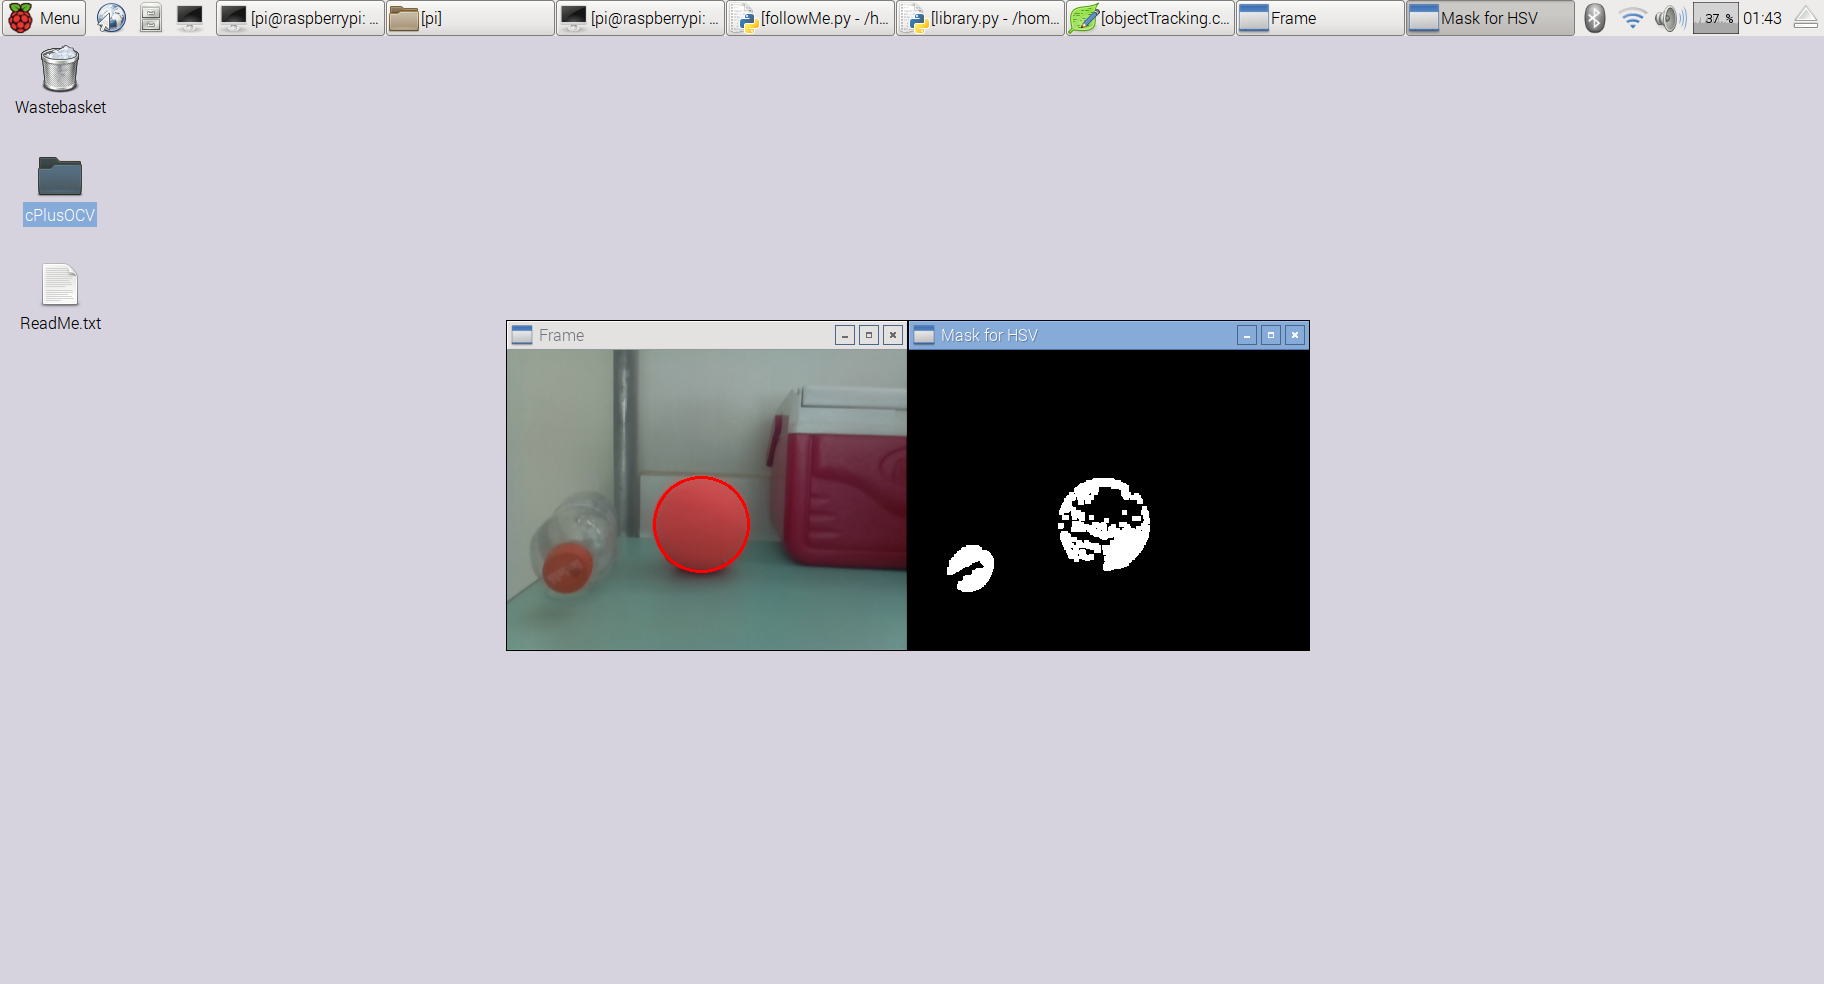 Menu
[pi@raspberrypi: ...
[pi]
[pi@raspberrypi: ...
[followMe.py - /h...
[library.py - /hom...
[objectTracking.c...
Frame
Mask for HSV
37 %
01:43
Wastebasket
cPlusOCV
ReadMe.txt
Frame
Mask for HSV